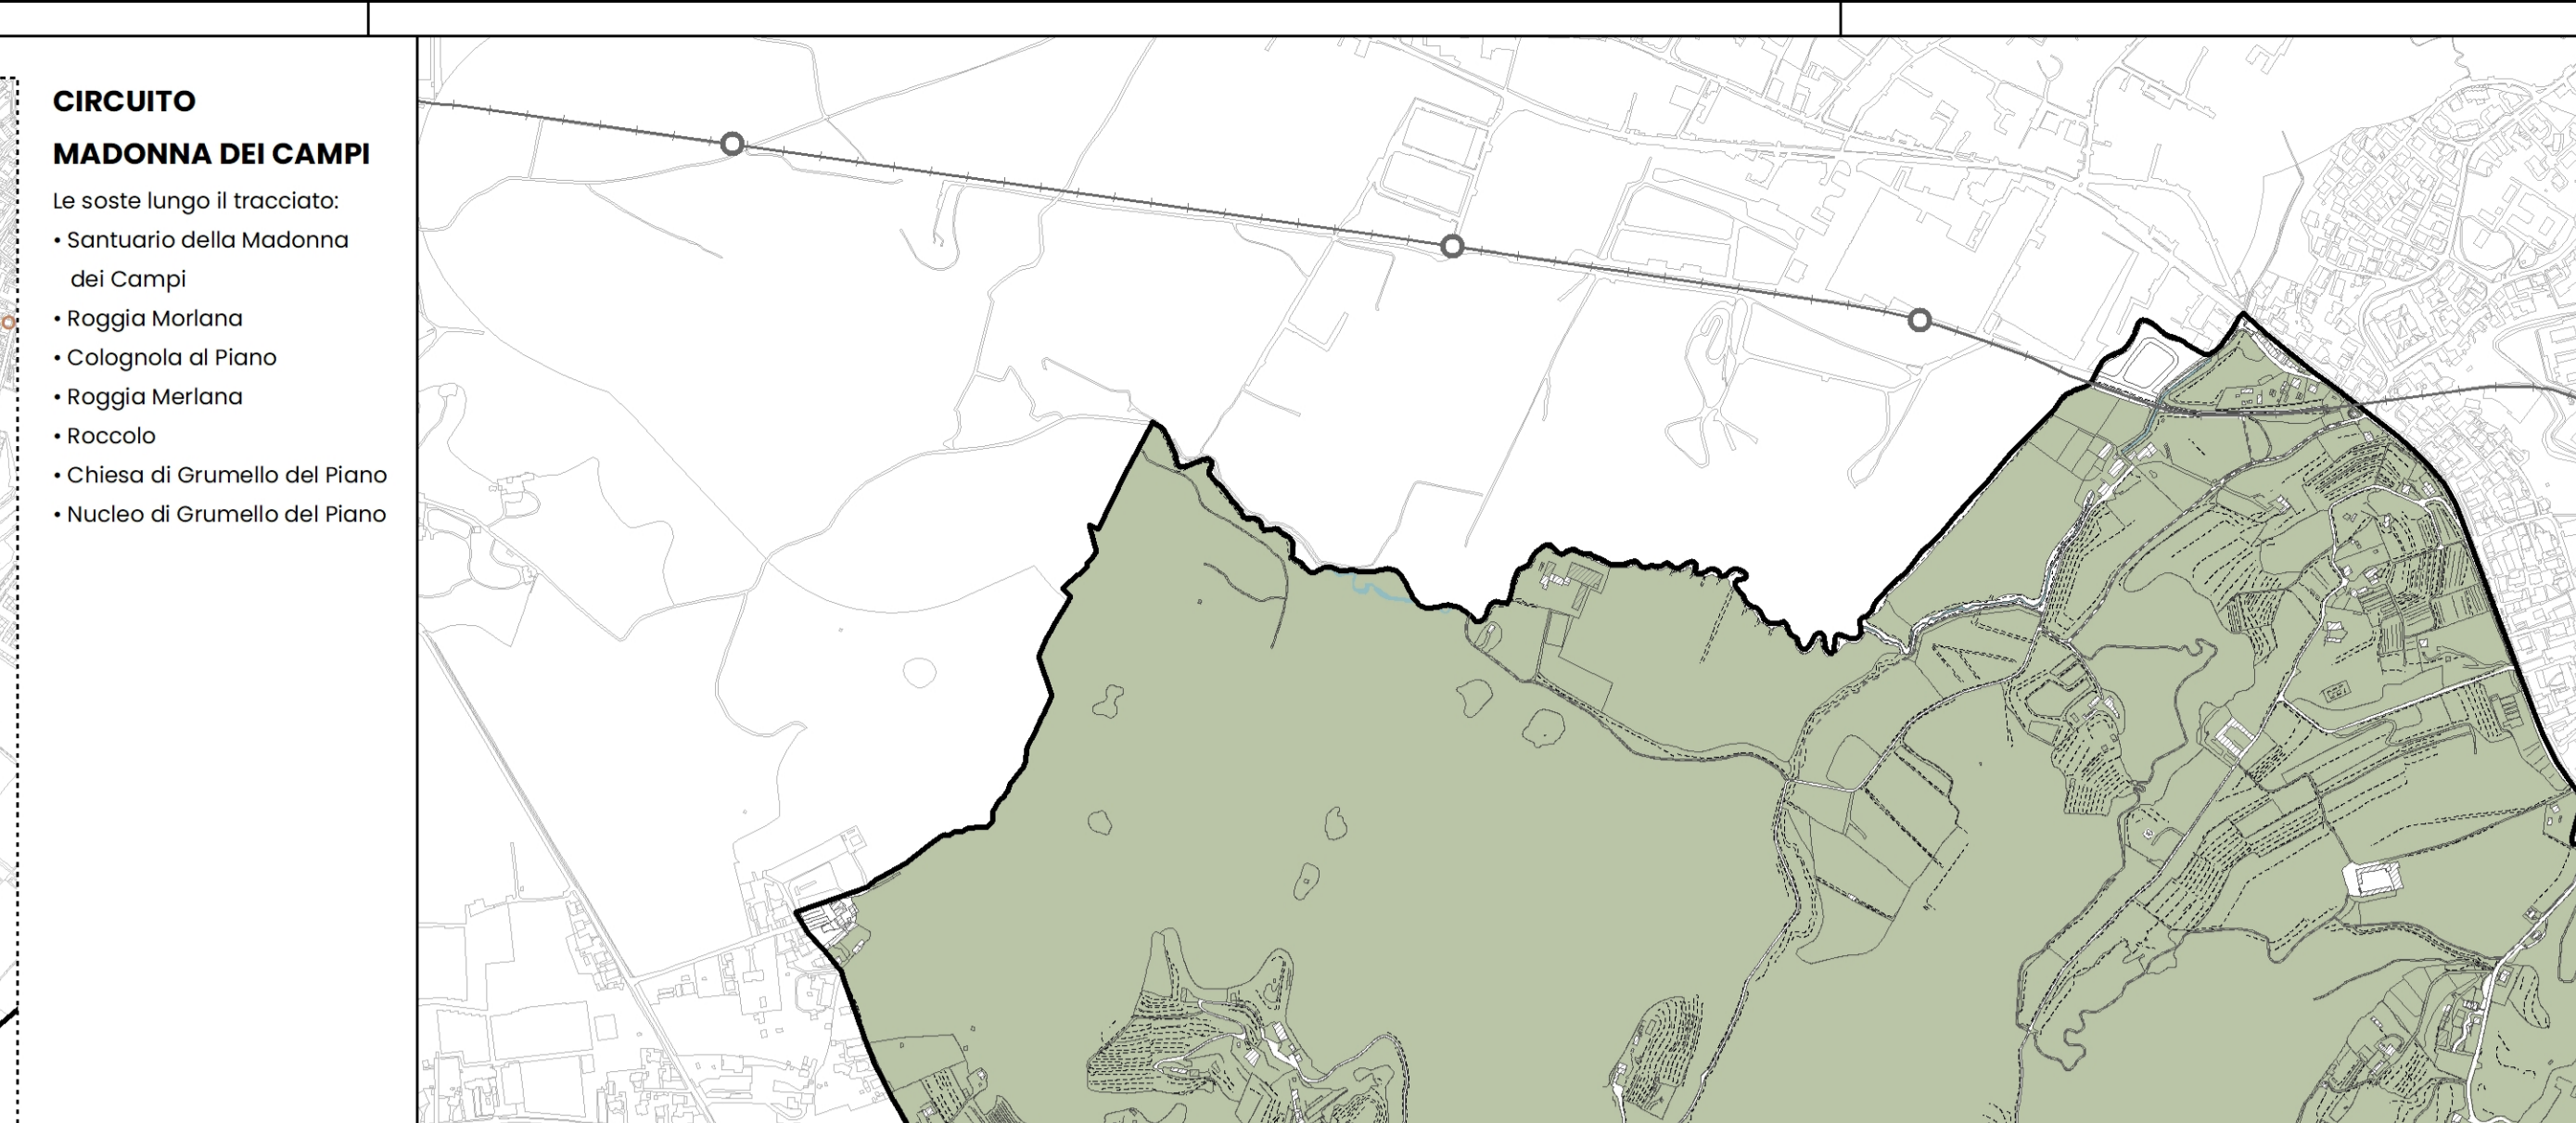 CIRCUITO
MADONNA DEI CAMPI
Le soste lungo il tracciato:
• Santuario della Madonna
dei Campi
• Roggia Morlana
• Colognola al Piano
• Roggia Merlana
• Roccolo
• Chiesa di Grumello del Piano
• Nucleo di Grumello del Piano